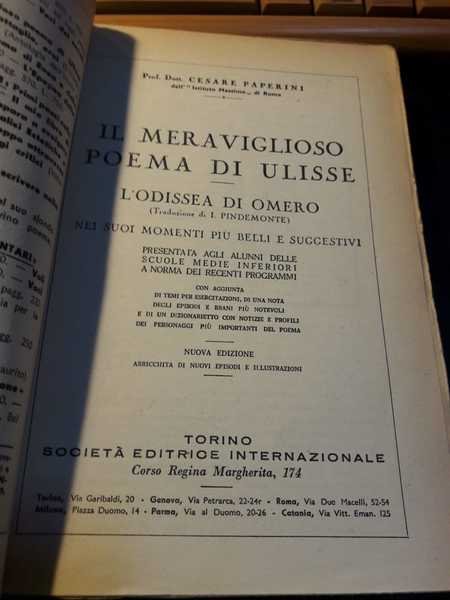 Prof. Dott. CESARE PAPERINI
dell'"Istituto Massimo„ di Roma
IL MERAVIGLIOSO
POEMA DI ULISSE
L'ODISSEA DI OMERO
(Traduzione di I. PINDEMONTE)
NEI SUOI MOMENTI PIÙ BELLI E SUGGESTIVI
PRESENTATA AGLI ALUNNI DELLE
SCUOLE MEDIE INFERIORI
A NORMA DEI RECENTI PROGRAMMI
CON AGGIUNTA
DI TEMI PER ESERCITAZIONI, DI UNA NOTA
DEGLI EPISODI E BRANI PIÙ NOTEVOLI
E DI UN DIZIONARIETTO CON NOTIZIE E PROFILI
DEI PERSONAGGI PIÙ IMPORTANTI DEL POEMA
NUOVA EDIZIONE
ARRICCHITA DI NUOVI EPISODI E ILLUSTRAZIONI
TORINO
SOCIETÀ EDITRICE INTERNAZIONALE
Corso Regina Margherita, 174
Torino, Via Garibaldi, 20 - Genova, Via Petrarca, 22-24r - Roma, Via Due Macelli, 52-54
Milano, Piazza Duomo, 14 - Parma, Via al Duomo, 20-26 - Catania, Via Vitt. Eman. 125